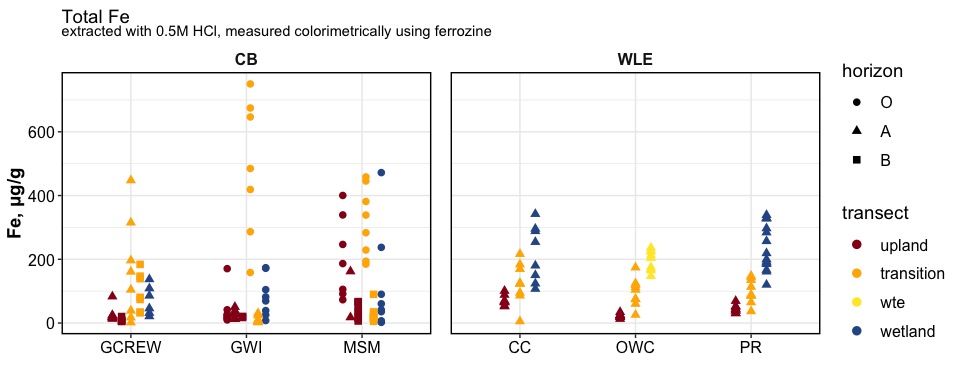 Total Fe
extracted with 0.5M HCl, measured colorimetrically using ferrozine
CB
WLE
Fe, µg/g
600
400
200
0
GCREW
GWI
MSM
CC
OWC
PR
horizon
O
A
B
transect
upland
transition
wte
wetland